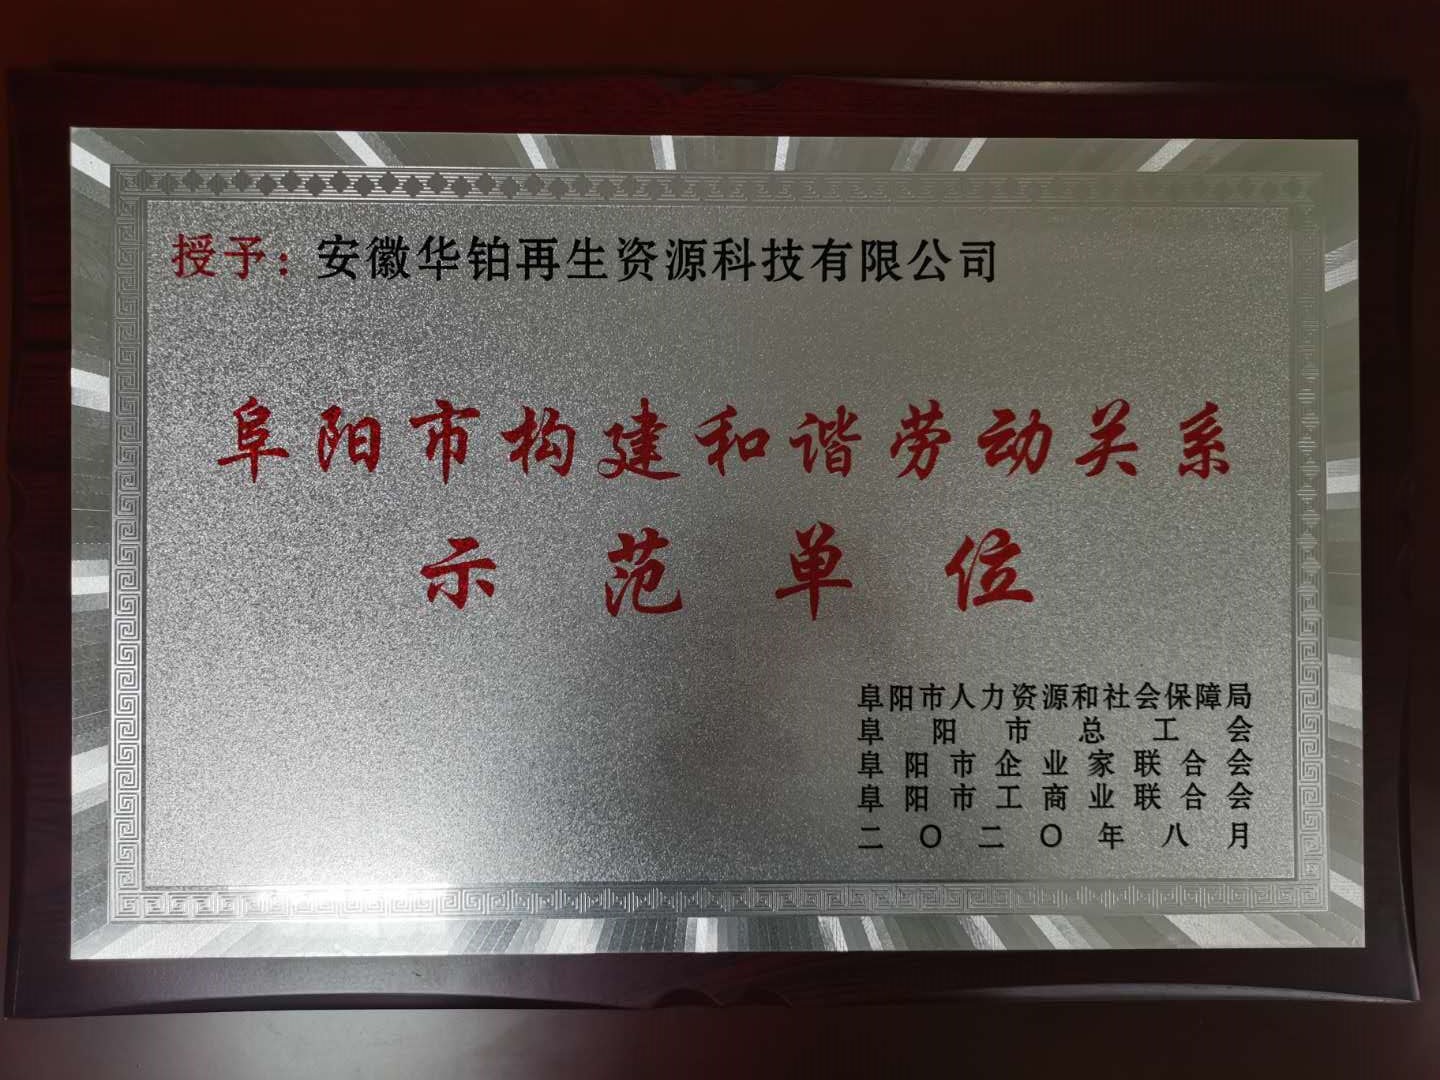 授予：安徽华铂再生资源科技有限公司
阜阳市构建和谐劳动关系
示范单位
阜阳市人力资源和社会保障局
阜阳市总工会
阜阳市企业家联合会
阜阳市工商业联合会
二〇二〇年八月